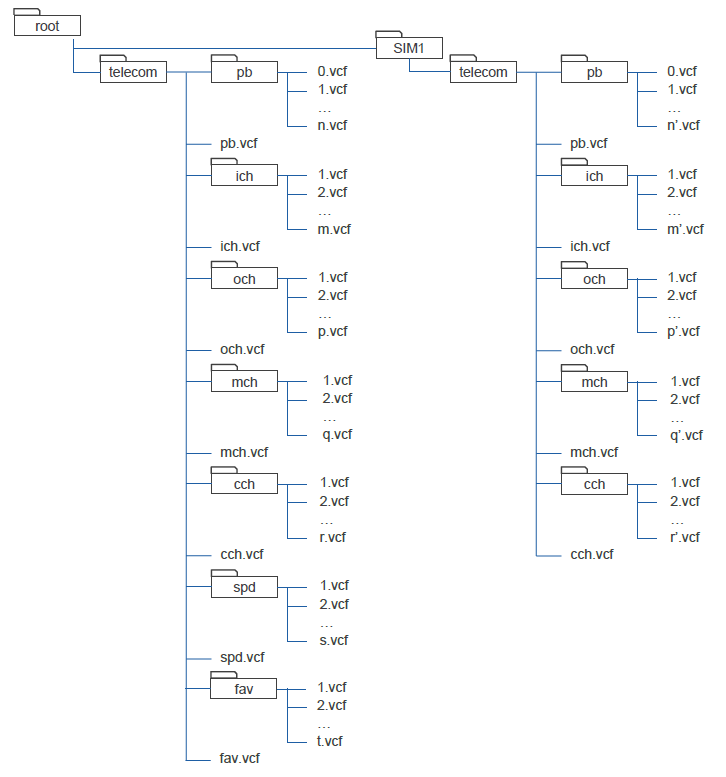 root
SIM1
telecom
pb
0.vcf
1.vcf
...
n.vcf
pb.vcf
ich
1.vcf
2.vcf
...
m.vcf
ich.vcf
och
1.vcf
2.vcf
...
p.vcf
och.vcf
mch
1.vcf
2.vcf
...
q.vcf
mch.vcf
cch
1.vcf
2.vcf
...
r.vcf
cch.vcf
spd
1.vcf
2.vcf
...
s.vcf
spd.vcf
fav
1.vcf
2.vcf
...
t.vcf
fav.vcf
telecom
pb
0.vcf
1.vcf
...
n'.vcf
pb.vcf
ich
1.vcf
2.vcf
...
m'.vcf
ich.vcf
och
1.vcf
2.vcf
...
p'.vcf
och.vcf
mch
1.vcf
2.vcf
...
q'.vcf
mch.vcf
cch
1.vcf
2.vcf
...
r'.vcf
cch.vcf